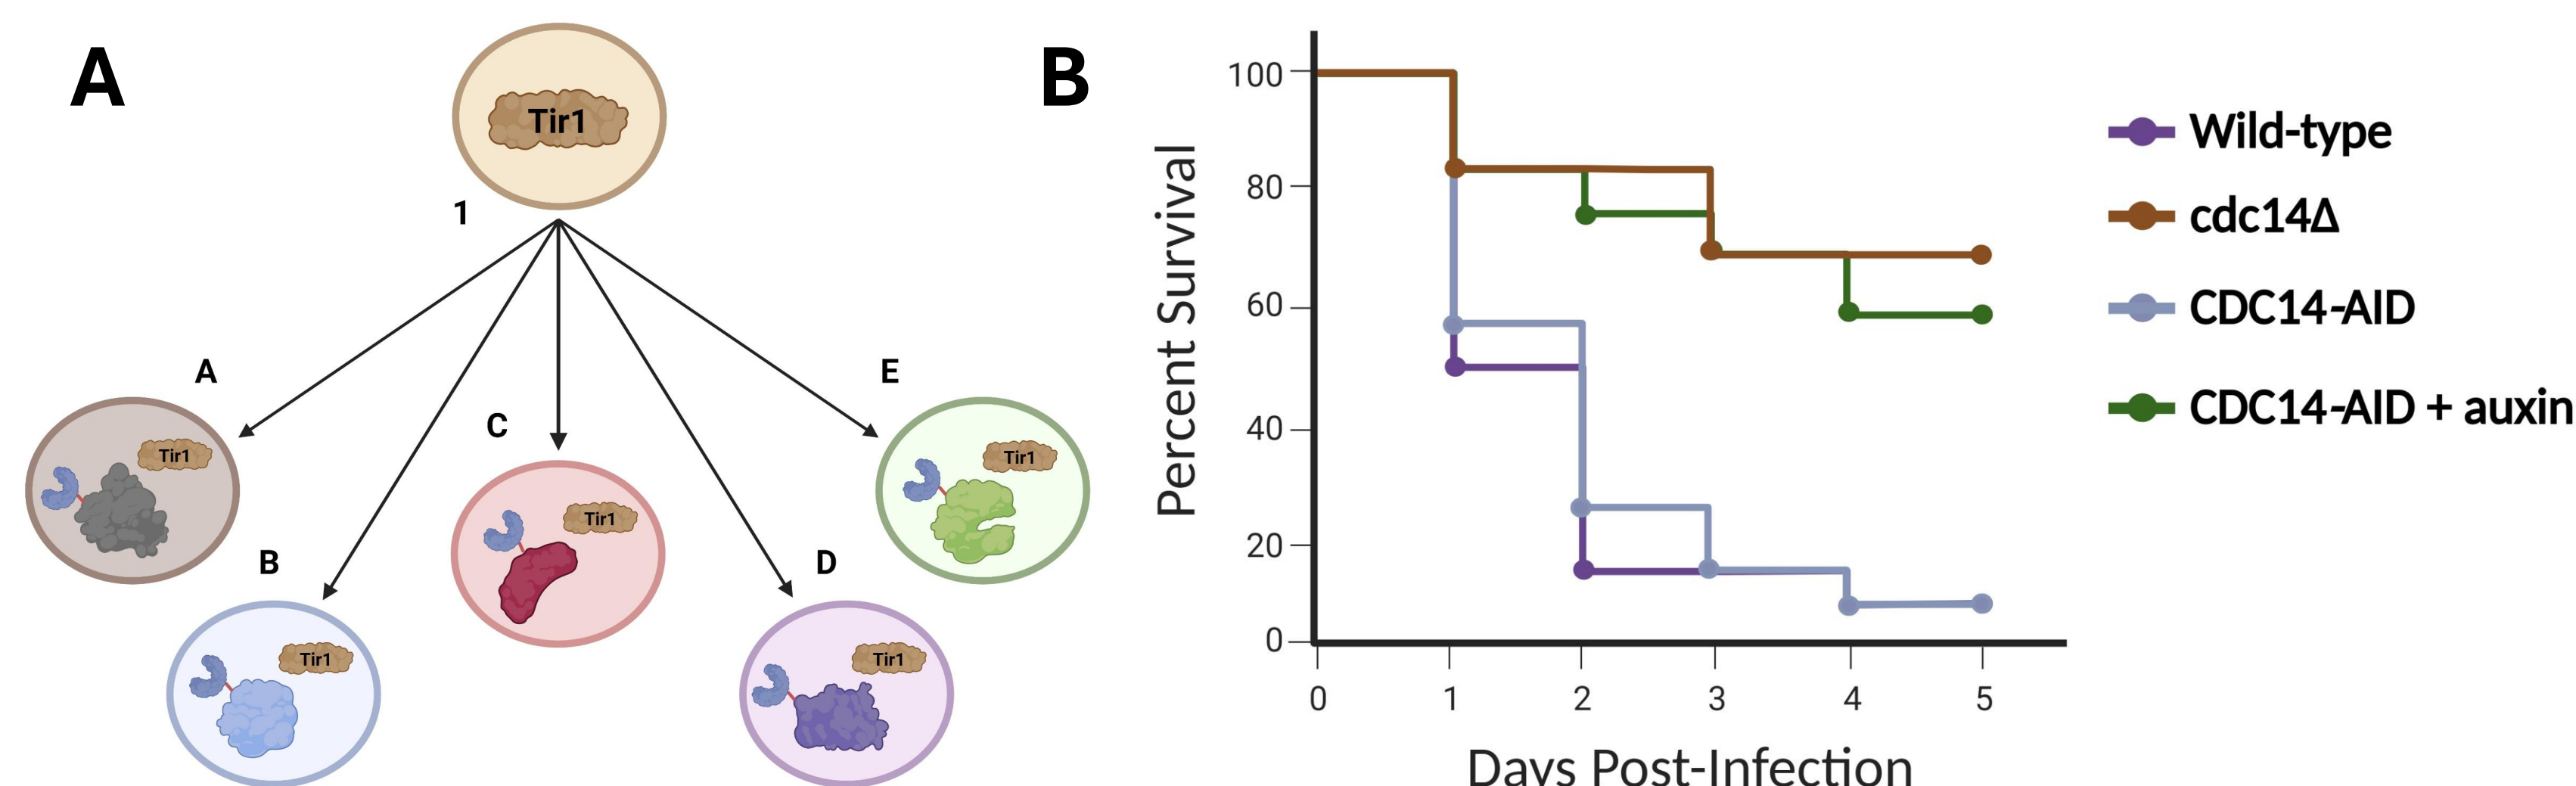 A
Tir1
1
A
Tir1
B
Tir1
C
Tir1
D
Tir1
E
Tir1
B
Percent Survival
100
80
60
40
20
0
0 1 2 3 4 5
Days Post-Infection
Wild-type
cdc14Δ
CDC14-AID
CDC14-AID + auxin